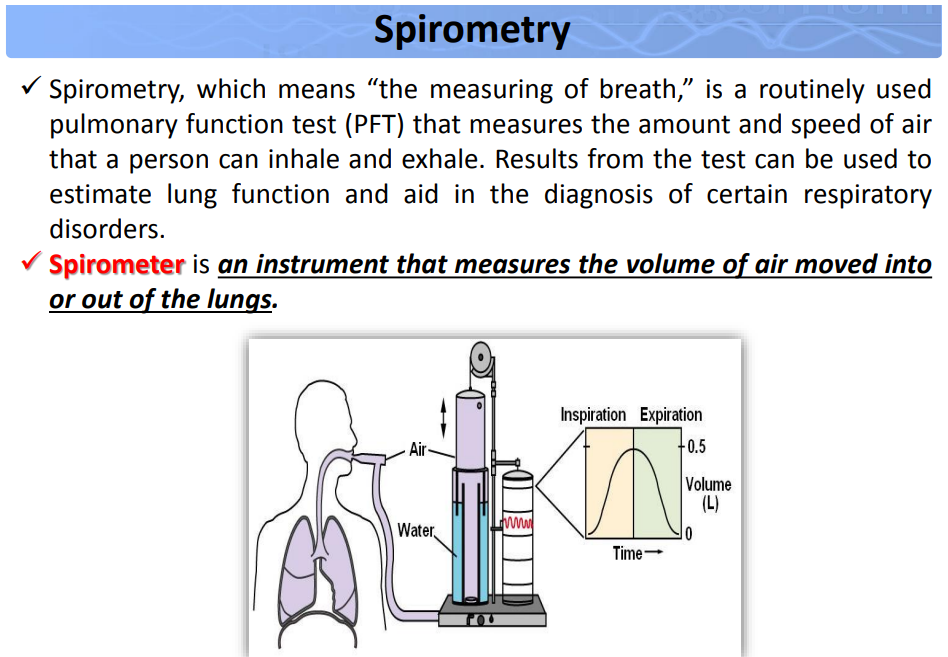 Spirometry
✓ Spirometry, which means “the measuring of breath,” is a routinely used
pulmonary function test (PFT) that measures the amount and speed of air
that a person can inhale and exhale. Results from the test can be used to
estimate lung function and aid in the diagnosis of certain respiratory
disorders.
✓ Spirometer is an instrument that measures the volume of air moved into
or out of the lungs.
Inspiration Expiration
Air
0.5
Volume
(L)
Water
0
Time